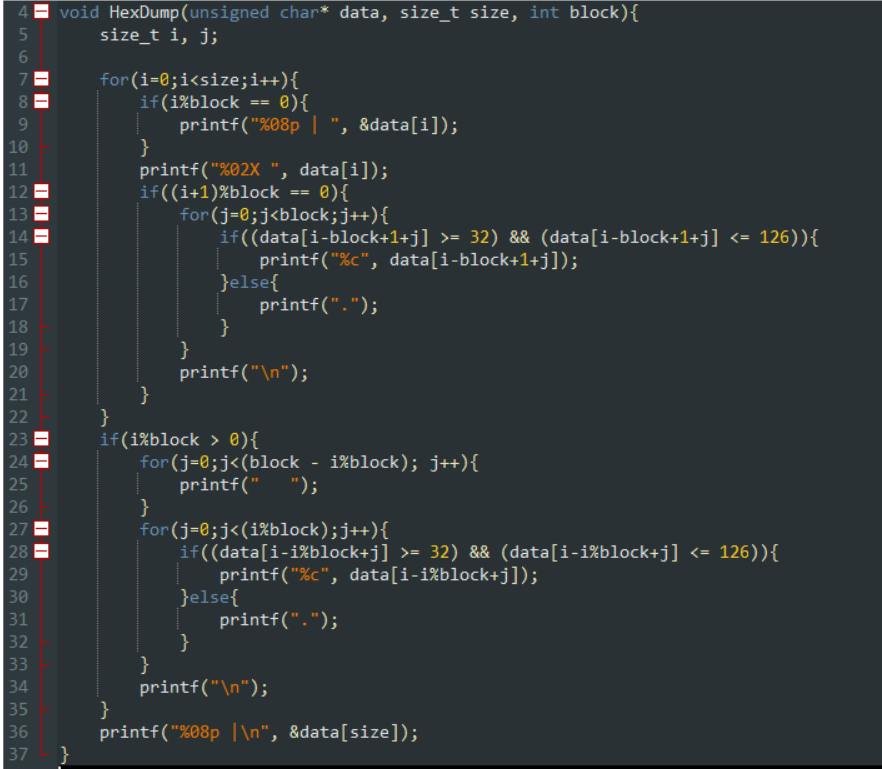 4 void HexDump(unsigned char* data, size_t size, int block){
5     size_t i, j;
6
7     for(i=0;i<size;i++){
8         if(i%block == 0){
9             printf("%08p | ", &data[i]);
10         }
11         printf("%02X ", data[i]);
12         if((i+1)%block == 0){
13             for(j=0;j<block;j++){
14                 if((data[i-block+1+j] >= 32) && (data[i-block+1+j] <= 126)){
15                     printf("%c", data[i-block+1+j]);
16                 }else{
17                     printf(".");
18                 }
19             }
20             printf("\n");
21         }
22     }
23     if(i%block > 0){
24         for(j=0;j<(block - i%block); j++){
25             printf("   ");
26         }
27         for(j=0;j<(i%block);j++){
28             if((data[i-i%block+j] >= 32) && (data[i-i%block+j] <= 126)){
29                 printf("%c", data[i-i%block+j]);
30             }else{
31                 printf(".");
32             }
33         }
34         printf("\n");
35     }
36     printf("%08p |\n", &data[size]);
37 }